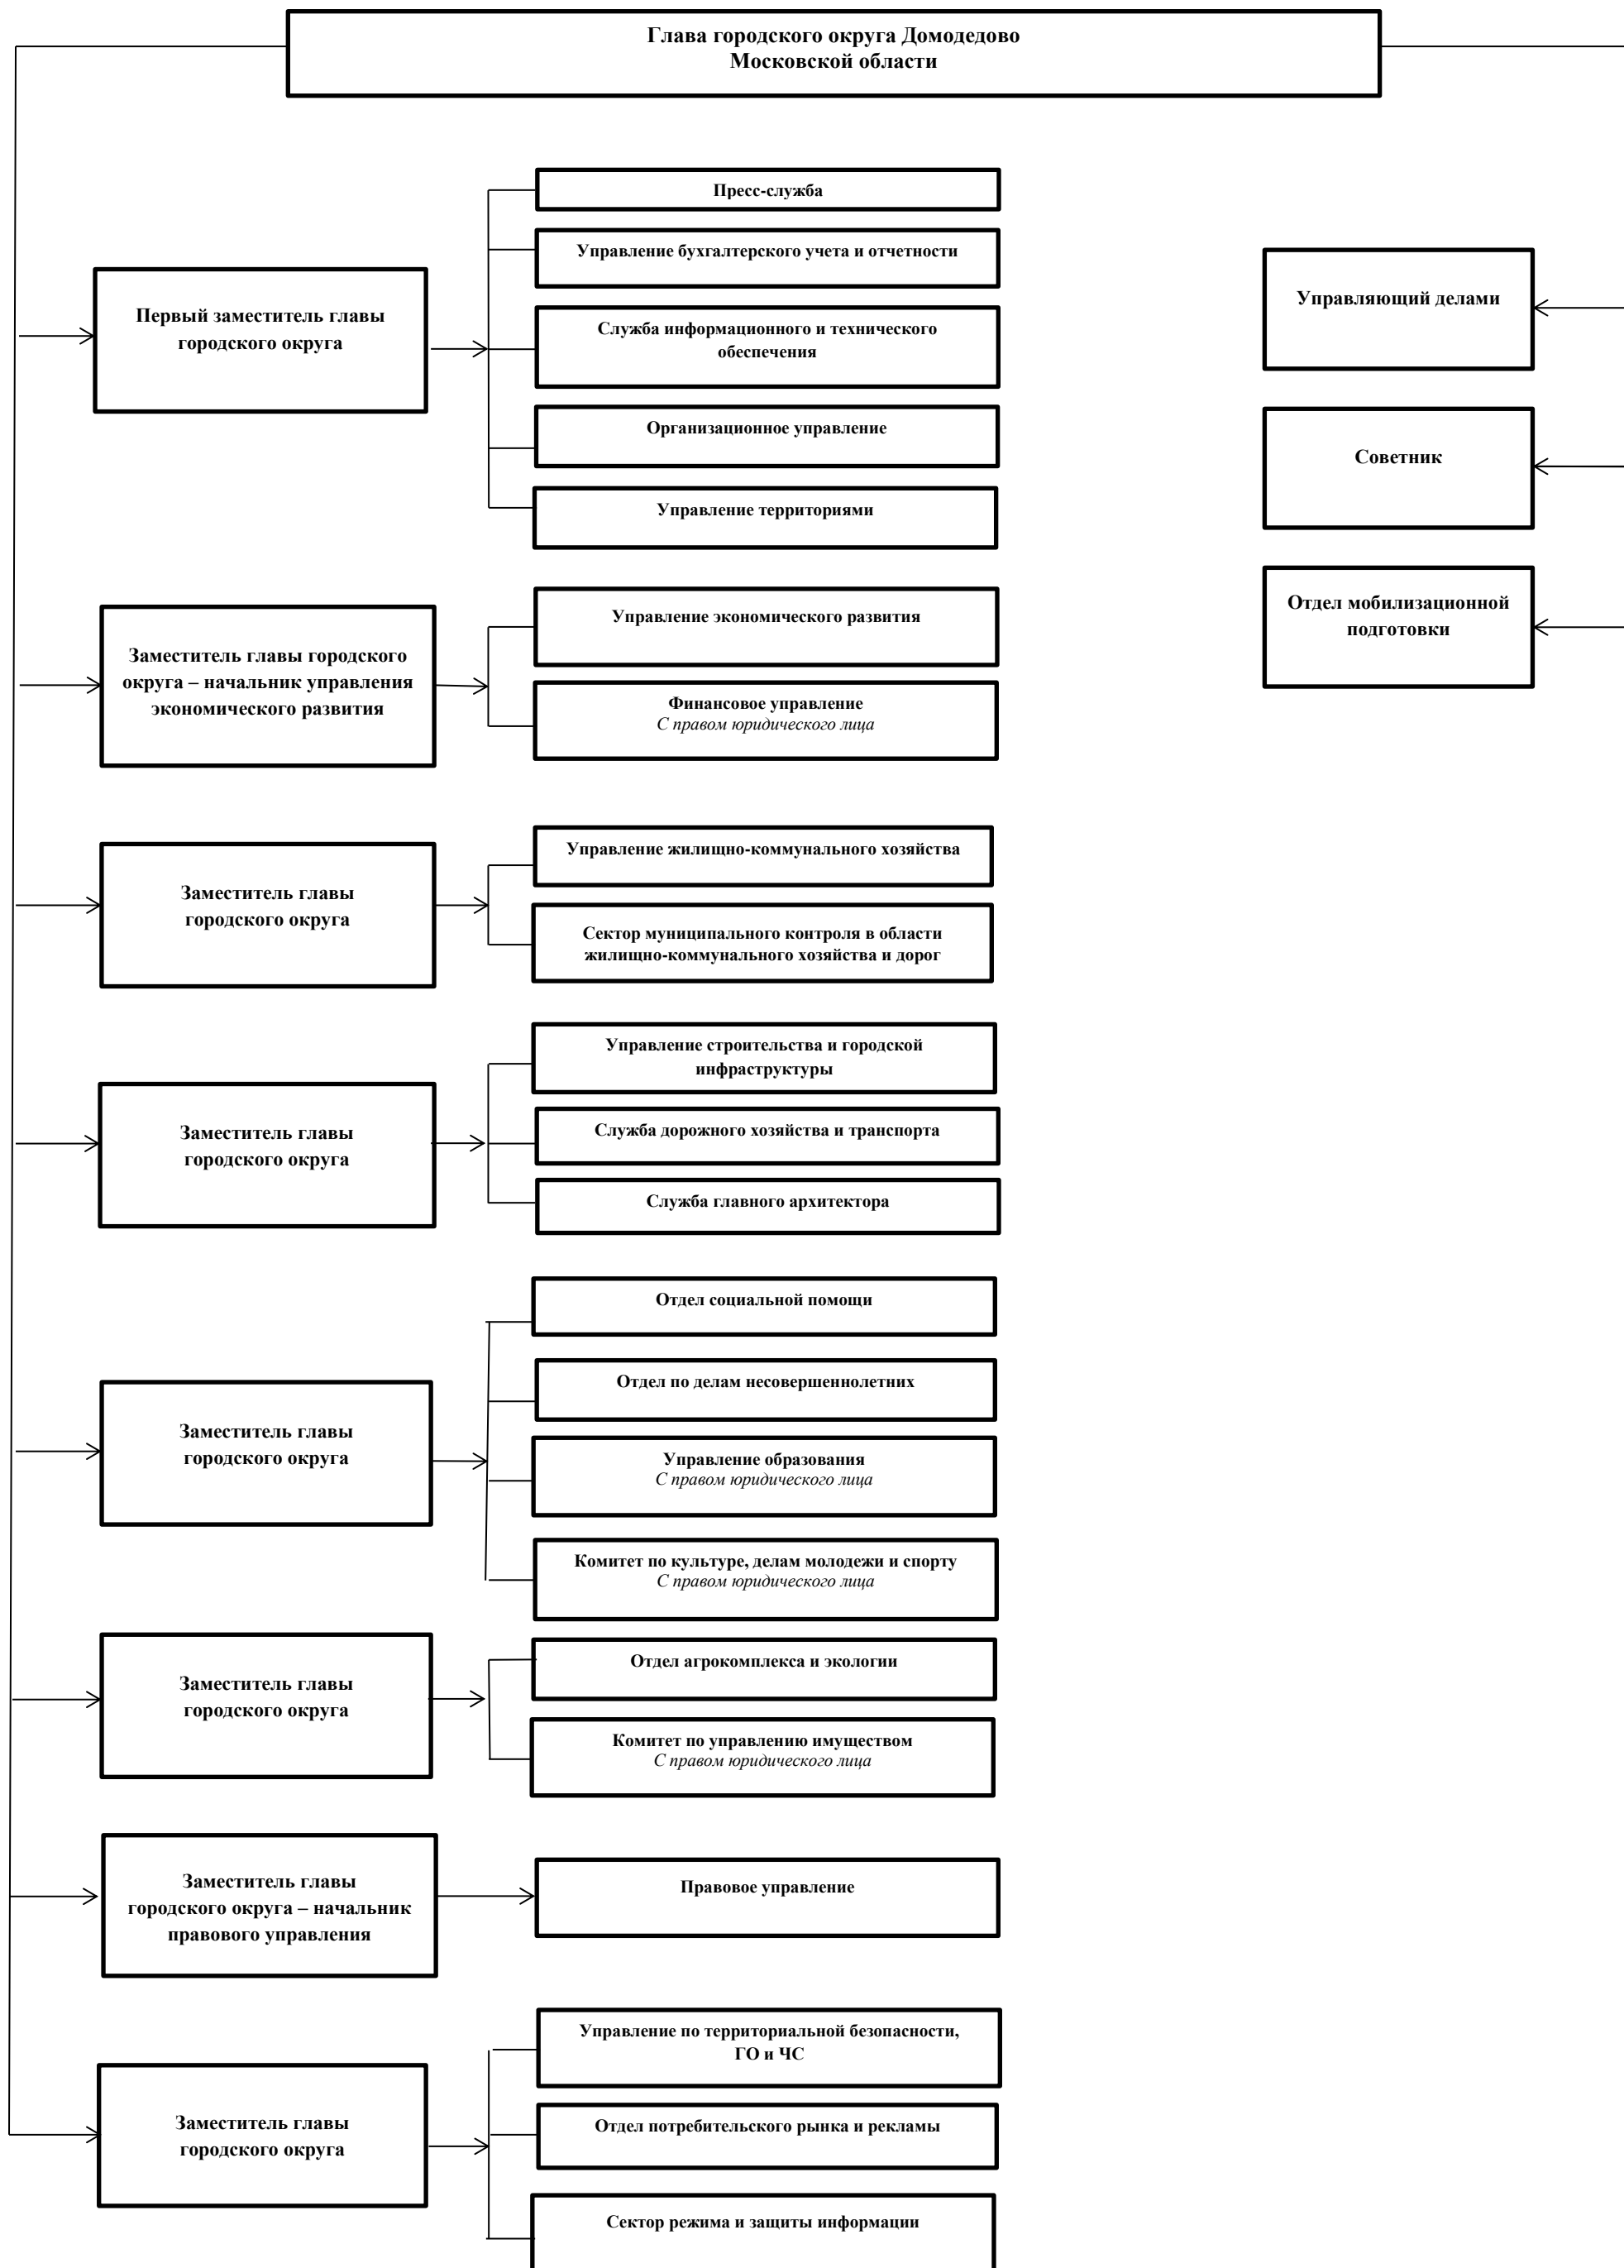 Глава городского округа Домодедово
Московской области
Пресс-служба
Управление бухгалтерского учета и отчетности
Первый заместитель главы
городского округа
Служба информационного и технического
обеспечения
Организационное управление
Управление территориями
Управляющий делами
Советник
Отдел мобилизационной
подготовки
Заместитель главы городского
округа – начальник управления
экономического развития
Управление экономического развития
Финансовое управление
С правом юридического лица
Заместитель главы
городского округа
Управление жилищно-коммунального хозяйства
Сектор муниципального контроля в области
жилищно-коммунального хозяйства и дорог
Заместитель главы
городского округа
Управление строительства и городской
инфраструктуры
Служба дорожного хозяйства и транспорта
Служба главного архитектора
Заместитель главы
городского округа
Отдел социальной помощи
Отдел по делам несовершеннолетних
Управление образования
С правом юридического лица
Комитет по культуре, делам молодежи и спорту
С правом юридического лица
Заместитель главы
городского округа
Отдел агрокомплекса и экологии
Комитет по управлению имуществом
С правом юридического лица
Заместитель главы
городского округа – начальник
правового управления
Правовое управление
Заместитель главы
городского округа
Управление по территориальной безопасности,
ГО и ЧС
Отдел потребительского рынка и рекламы
Сектор режима и защиты информации